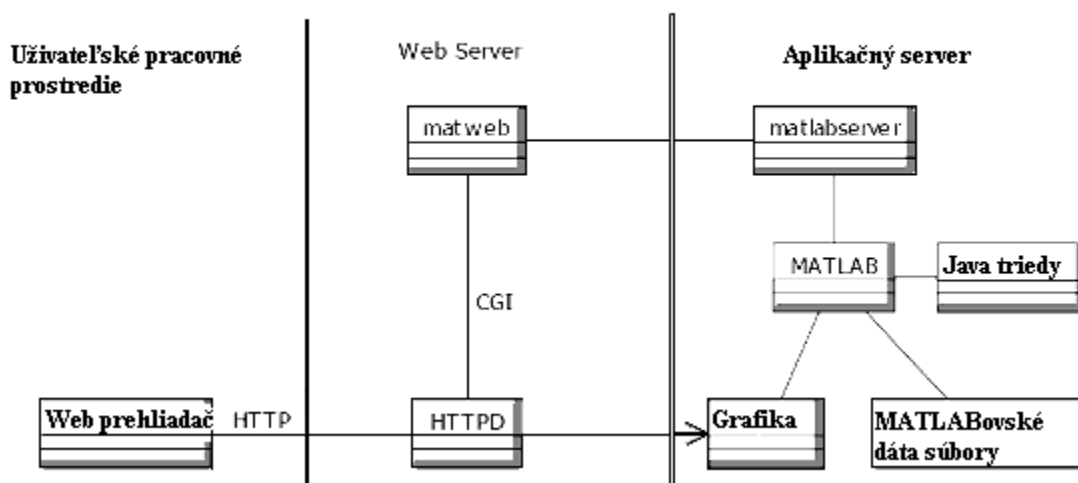 Užívateľské pracovné
prostredie
Web Server
Aplikačný server
matweb
matlabserver
MATLAB
Java triedy
CGI
Web prehliadač
HTTP
HTTPD
Grafika
MATLABovské
dáta súbory